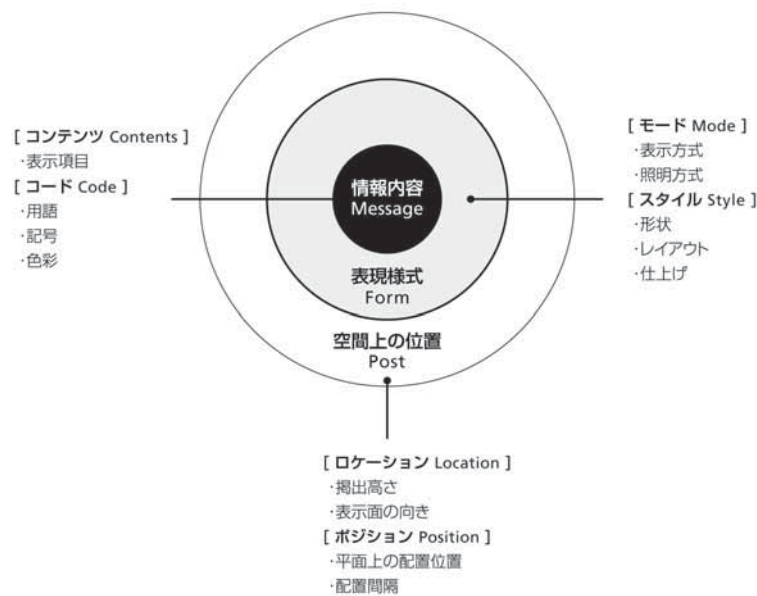 [ コンテンツ Contents ]
・表示項目
[ コード Code ]
・用語
・記号
・色彩
情報内容
Message
表現様式
Form
空間上の位置
Post
[ モード Mode ]
・表示方式
・照明方式
[ スタイル Style ]
・形状
・レイアウト
・仕上げ
[ ロケーション Location ]
・掲出高さ
・表示面の向き
[ ポジション Position ]
・平面上の配置位置
・配置間隔